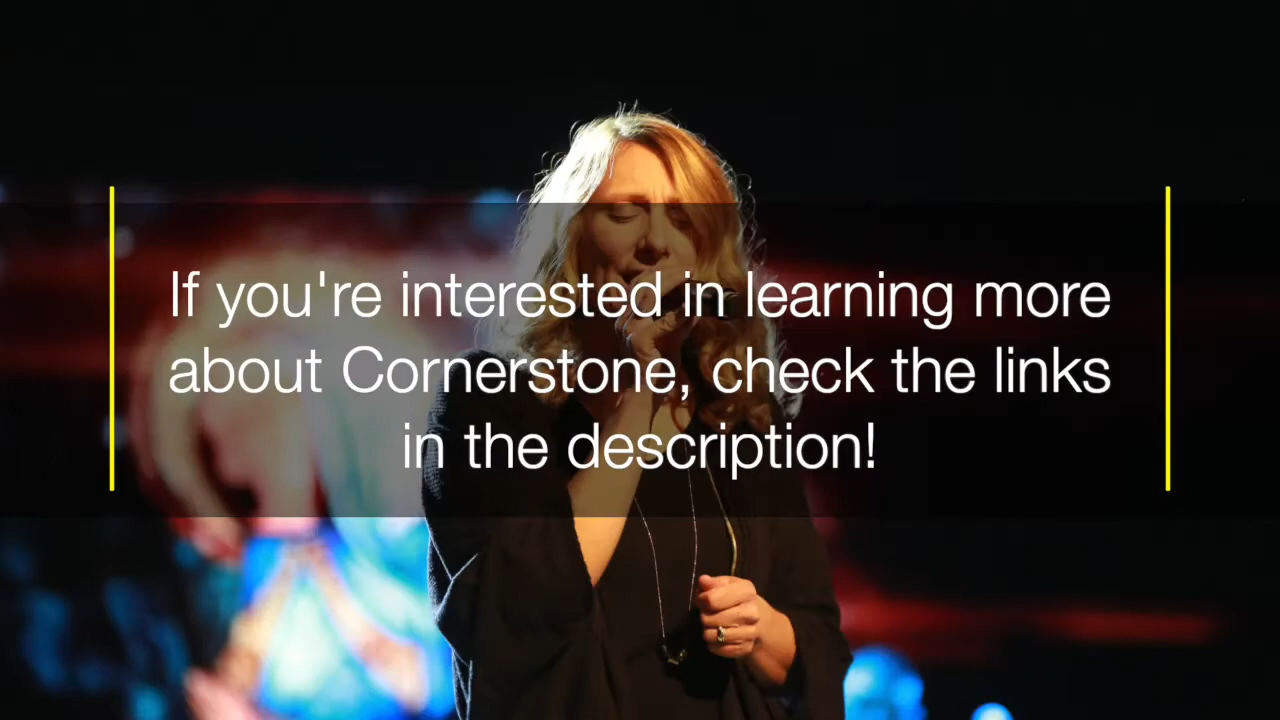 If you're interested in learning more
about Cornerstone, check the links
in the description!